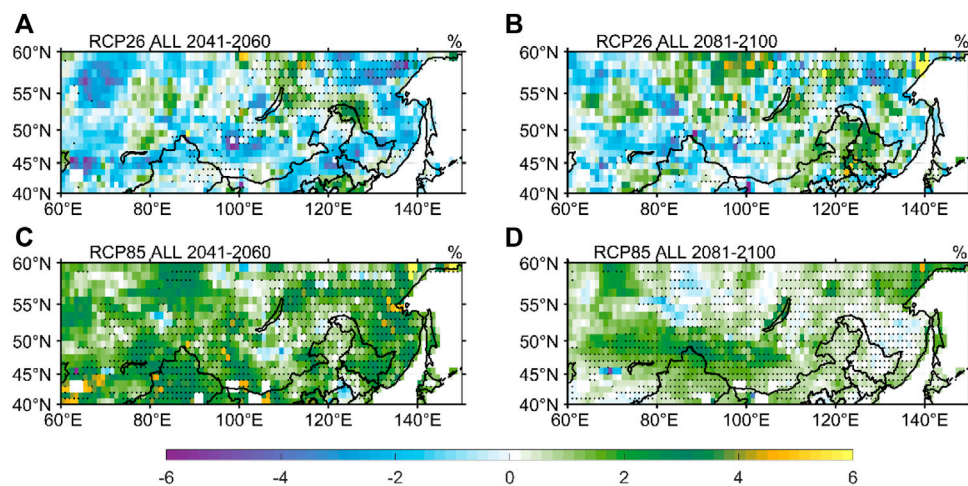 A B
RCP26 ALL 2041-2060 % RCP26 ALL 2081-2100 %
60°N 60°N
55°N 55°N
50°N 50°N
45°N 45°N
40°N 40°N
60°E 80°E 100°E 120°E 140°E 60°E 80°E 100°E 120°E 140°E
C D
RCP85 ALL 2041-2060 % RCP85 ALL 2081-2100 %
60°N 60°N
55°N 55°N
50°N 50°N
45°N 45°N
40°N 40°N
60°E 80°E 100°E 120°E 140°E 60°E 80°E 100°E 120°E 140°E
-6 -4 -2 0 2 4 6